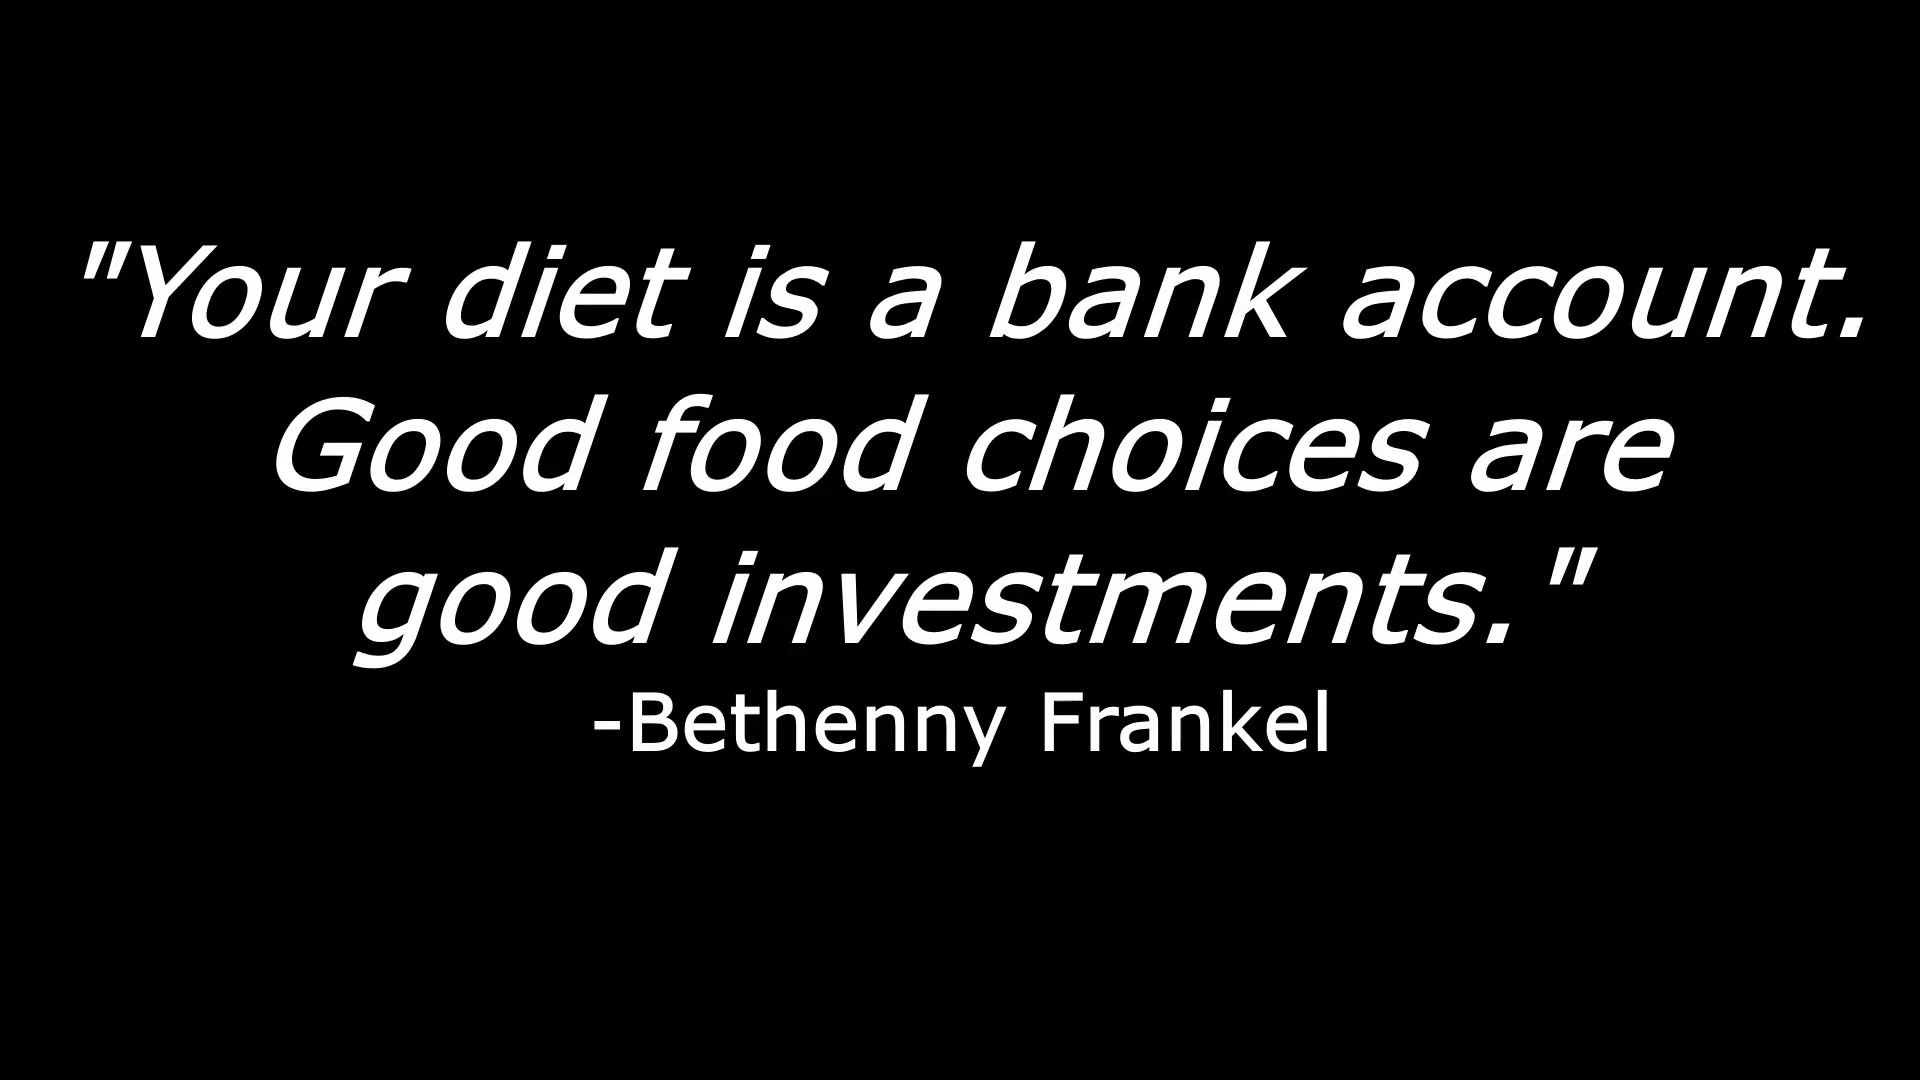 "Your diet is a bank account.
Good food choices are
good investments."
-Bethenny Frankel